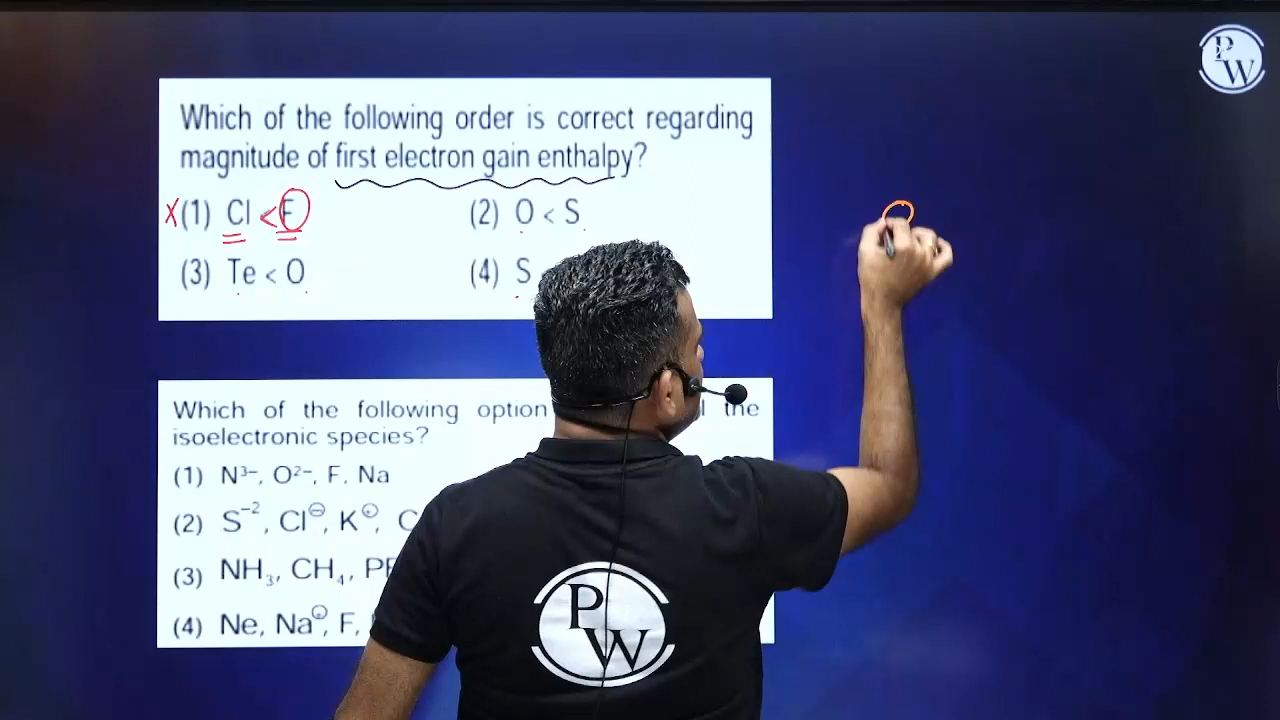 PW
Which of the following order is correct regarding
magnitude of first electron gain enthalpy?
X(1) Cl < F (2) O < S
(3) Te < O (4) S
Which of the following option the
isoelectronic species?
(1) N³⁻, O²⁻, F, Na
(2) S⁻², Cl⊖, K⊕,
(3) NH₃, CH₄,
(4) Ne, Na⊕, F,
PW